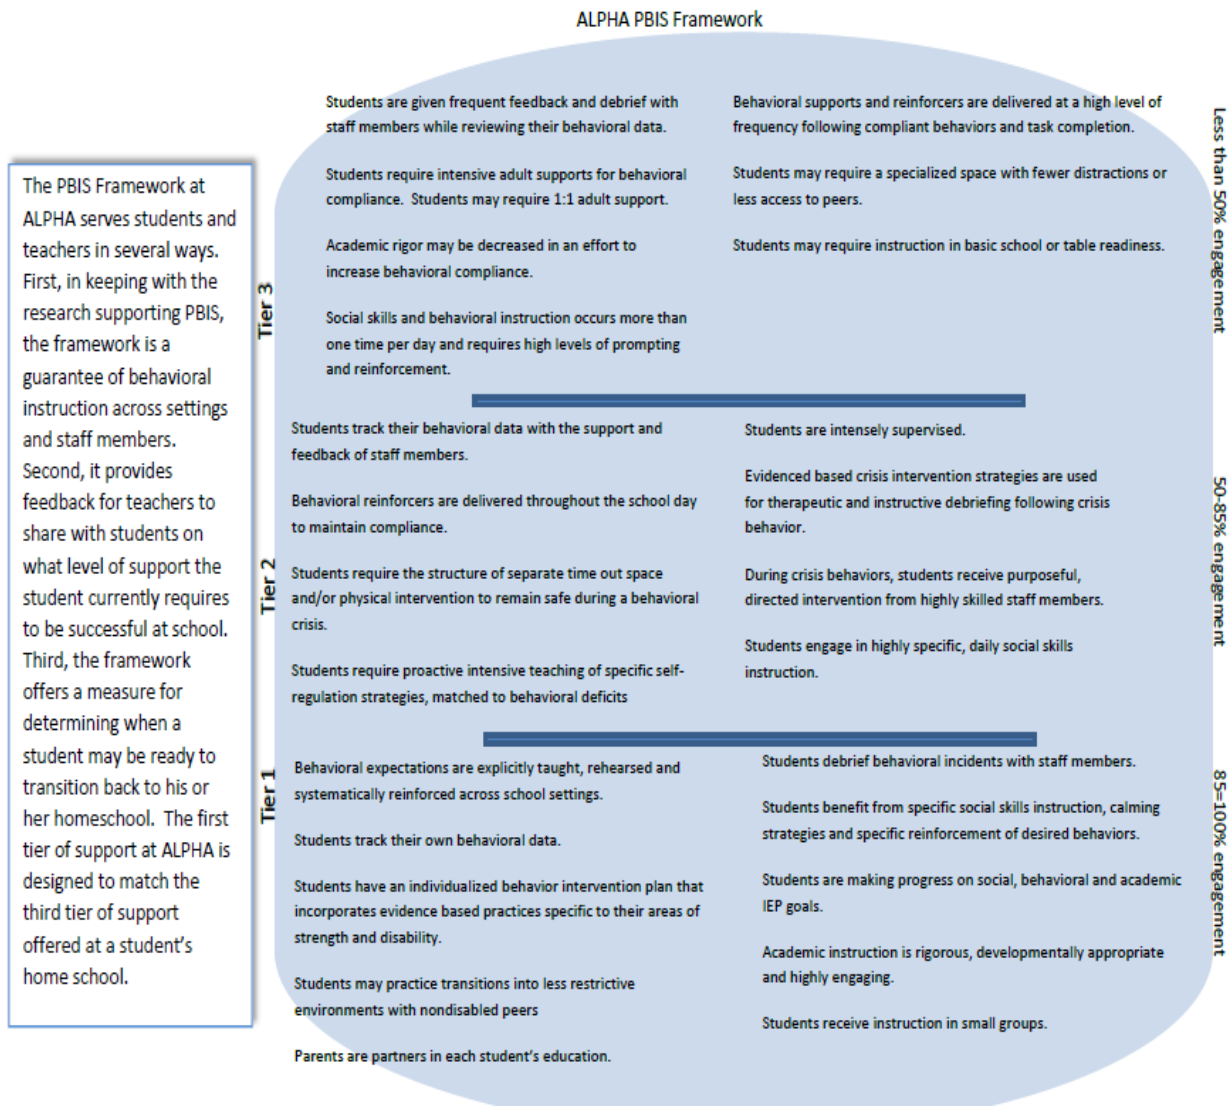 ALPHA PBIS Framework
The PBIS Framework at
ALPHA serves students and
teachers in several ways.
First, in keeping with the
research supporting PBIS,
the framework is a
guarantee of behavioral
instruction across settings
and staff members.
Second, it provides
feedback for teachers to
share with students on
what level of support the
student currently requires
to be successful at school.
Third, the framework
offers a measure for
determining when a
student may be ready to
transition back to his or
her homeschool.  The first
tier of support at ALPHA is
designed to match the
third tier of support
offered at a student's
home school.
Tier 3
Students are given frequent feedback and debrief with
staff members while reviewing their behavioral data.
Students require intensive adult supports for behavioral
compliance.  Students may require 1:1 adult support.
Academic rigor may be decreased in an effort to
increase behavioral compliance.
Social skills and behavioral instruction occurs more than
one time per day and requires high levels of prompting
and reinforcement.
Behavioral supports and reinforcers are delivered at a high level of
frequency following compliant behaviors and task completion.
Students may require a specialized space with fewer distractions or
less access to peers.
Students may require instruction in basic school or table readiness.
Less than 50% engagement
Tier 2
Students track their behavioral data with the support and
feedback of staff members.
Behavioral reinforcers are delivered throughout the school day
to maintain compliance.
Students require the structure of separate time out space
and/or physical intervention to remain safe during a behavioral
crisis.
Students require proactive intensive teaching of specific self-
regulation strategies, matched to behavioral deficits
Students are intensely supervised.
Evidenced based crisis intervention strategies are used
for therapeutic and instructive debriefing following crisis
behavior.
During crisis behaviors, students receive purposeful,
directed intervention from highly skilled staff members.
Students engage in highly specific, daily social skills
instruction.
50-85% engagement
Tier 1
Behavioral expectations are explicitly taught, rehearsed and
systematically reinforced across school settings.
Students track their own behavioral data.
Students have an individualized behavior intervention plan that
incorporates evidence based practices specific to their areas of
strength and disability.
Students may practice transitions into less restrictive
environments with nondisabled peers
Parents are partners in each student's education.
Students debrief behavioral incidents with staff members.
Students benefit from specific social skills instruction, calming
strategies and specific reinforcement of desired behaviors.
Students are making progress on social, behavioral and academic
IEP goals.
Academic instruction is rigorous, developmentally appropriate
and highly engaging.
Students receive instruction in small groups.
85=100% engagement